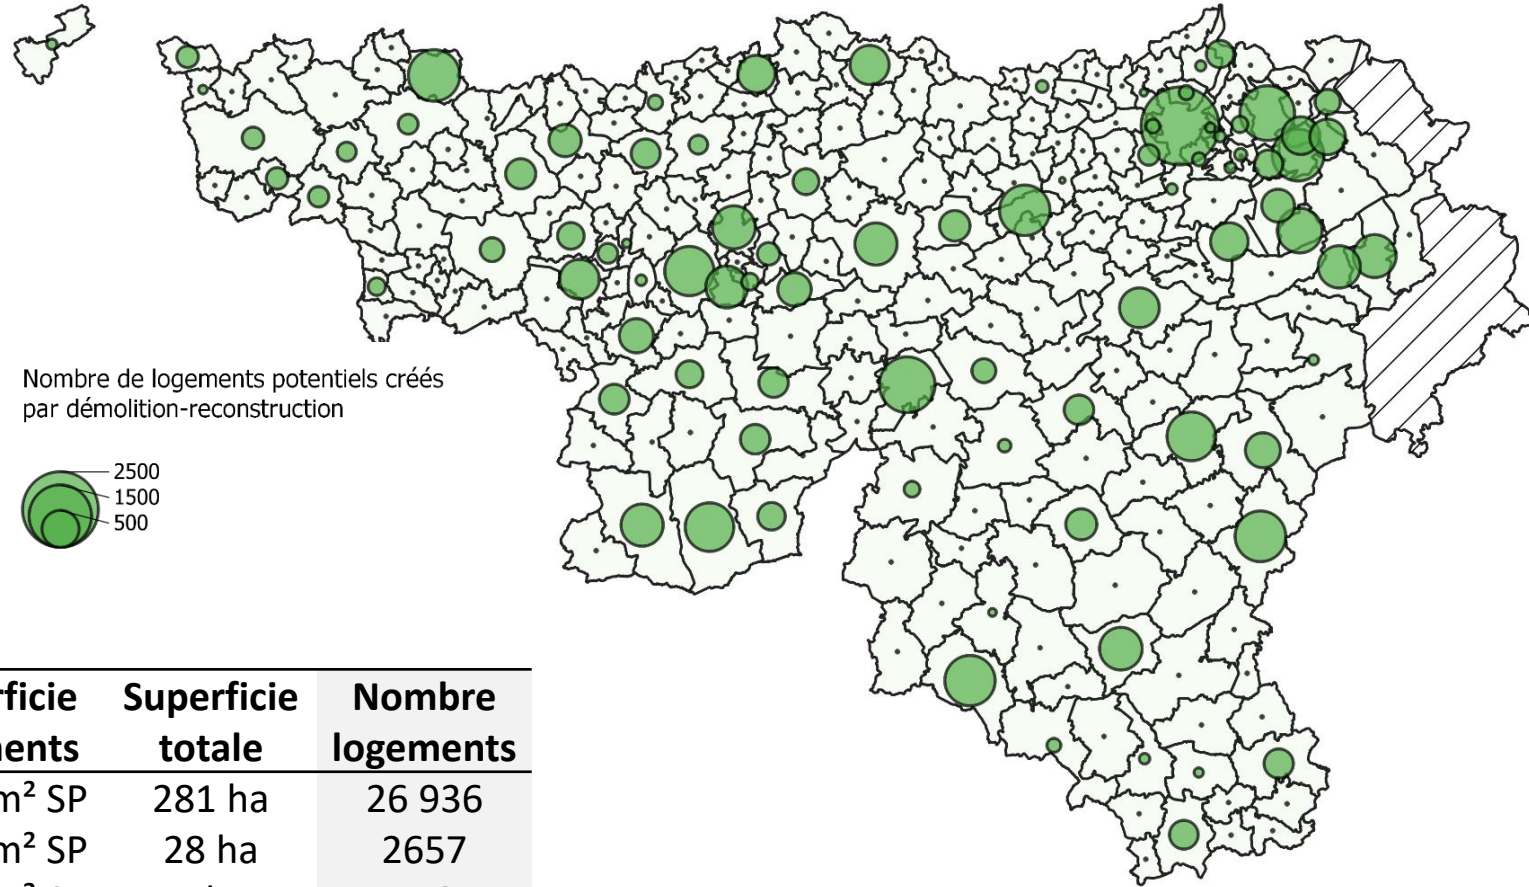 Nombre de logements potentiels créés
par démolition-reconstruction
2500
1500
500
Superficie Nombre
totale logements
m² SP 281 ha 26 936
m² SP 28 ha 2657